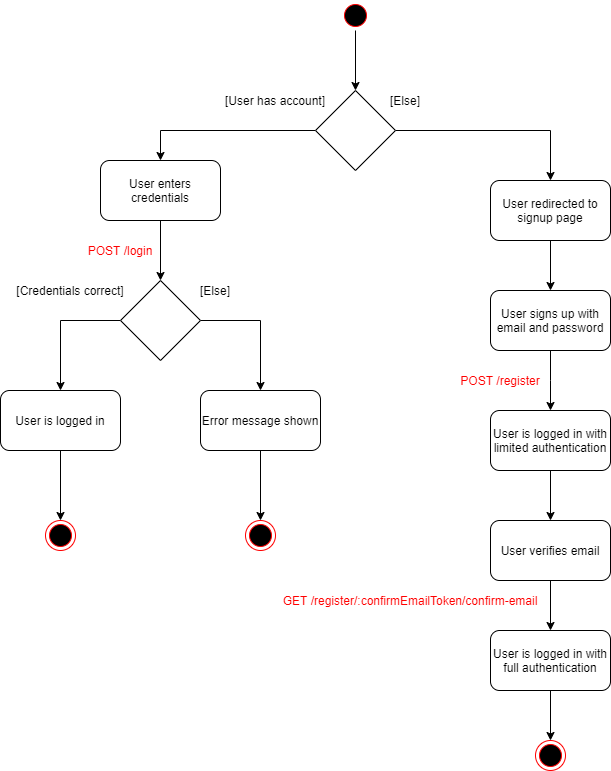 [User has account]
[Else]
User enters
credentials
User redirected to
signup page
POST /login
[Credentials correct]
[Else]
User signs up with
email and password
POST /register
User is logged in
Error message shown
User is logged in with
limited authentication
User verifies email
GET /register/:confirmEmailToken/confirm-email
User is logged in with
full authentication